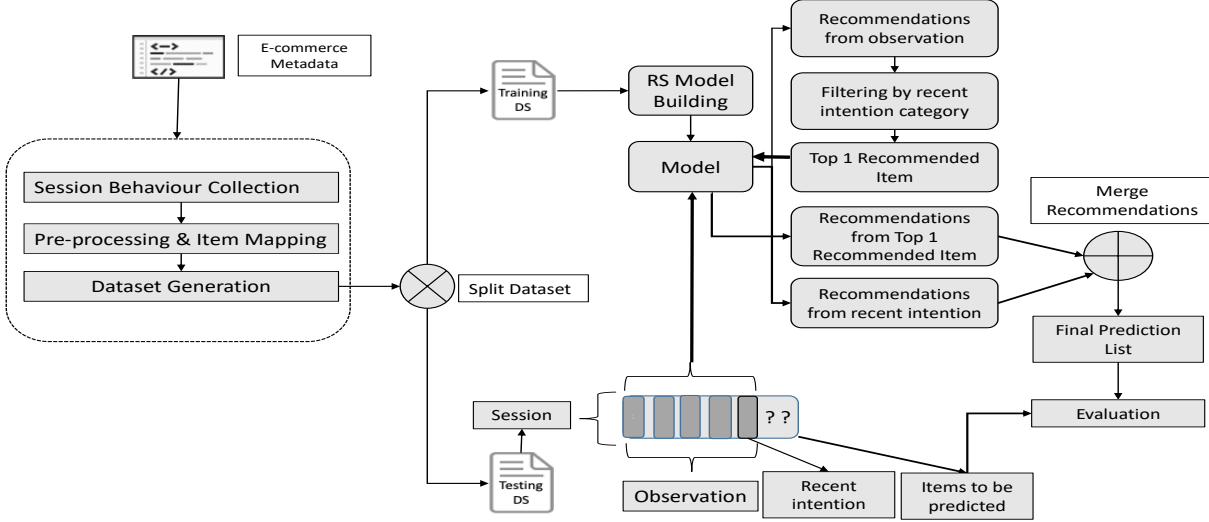 <-->
</>
E-commerce
Metadata
Session Behaviour Collection
Pre-processing & Item Mapping
Dataset Generation
Split Dataset
Training
DS
RS Model
Building
Model
Recommendations
from observation
Filtering by recent
intention category
Top 1 Recommended
Item
Recommendations
from Top 1
Recommended Item
Recommendations
from recent intention
Merge
Recommendations
Final Prediction
List
Evaluation
Session
? ?
Testing
DS
Observation
Recent
intention
Items to be
predicted